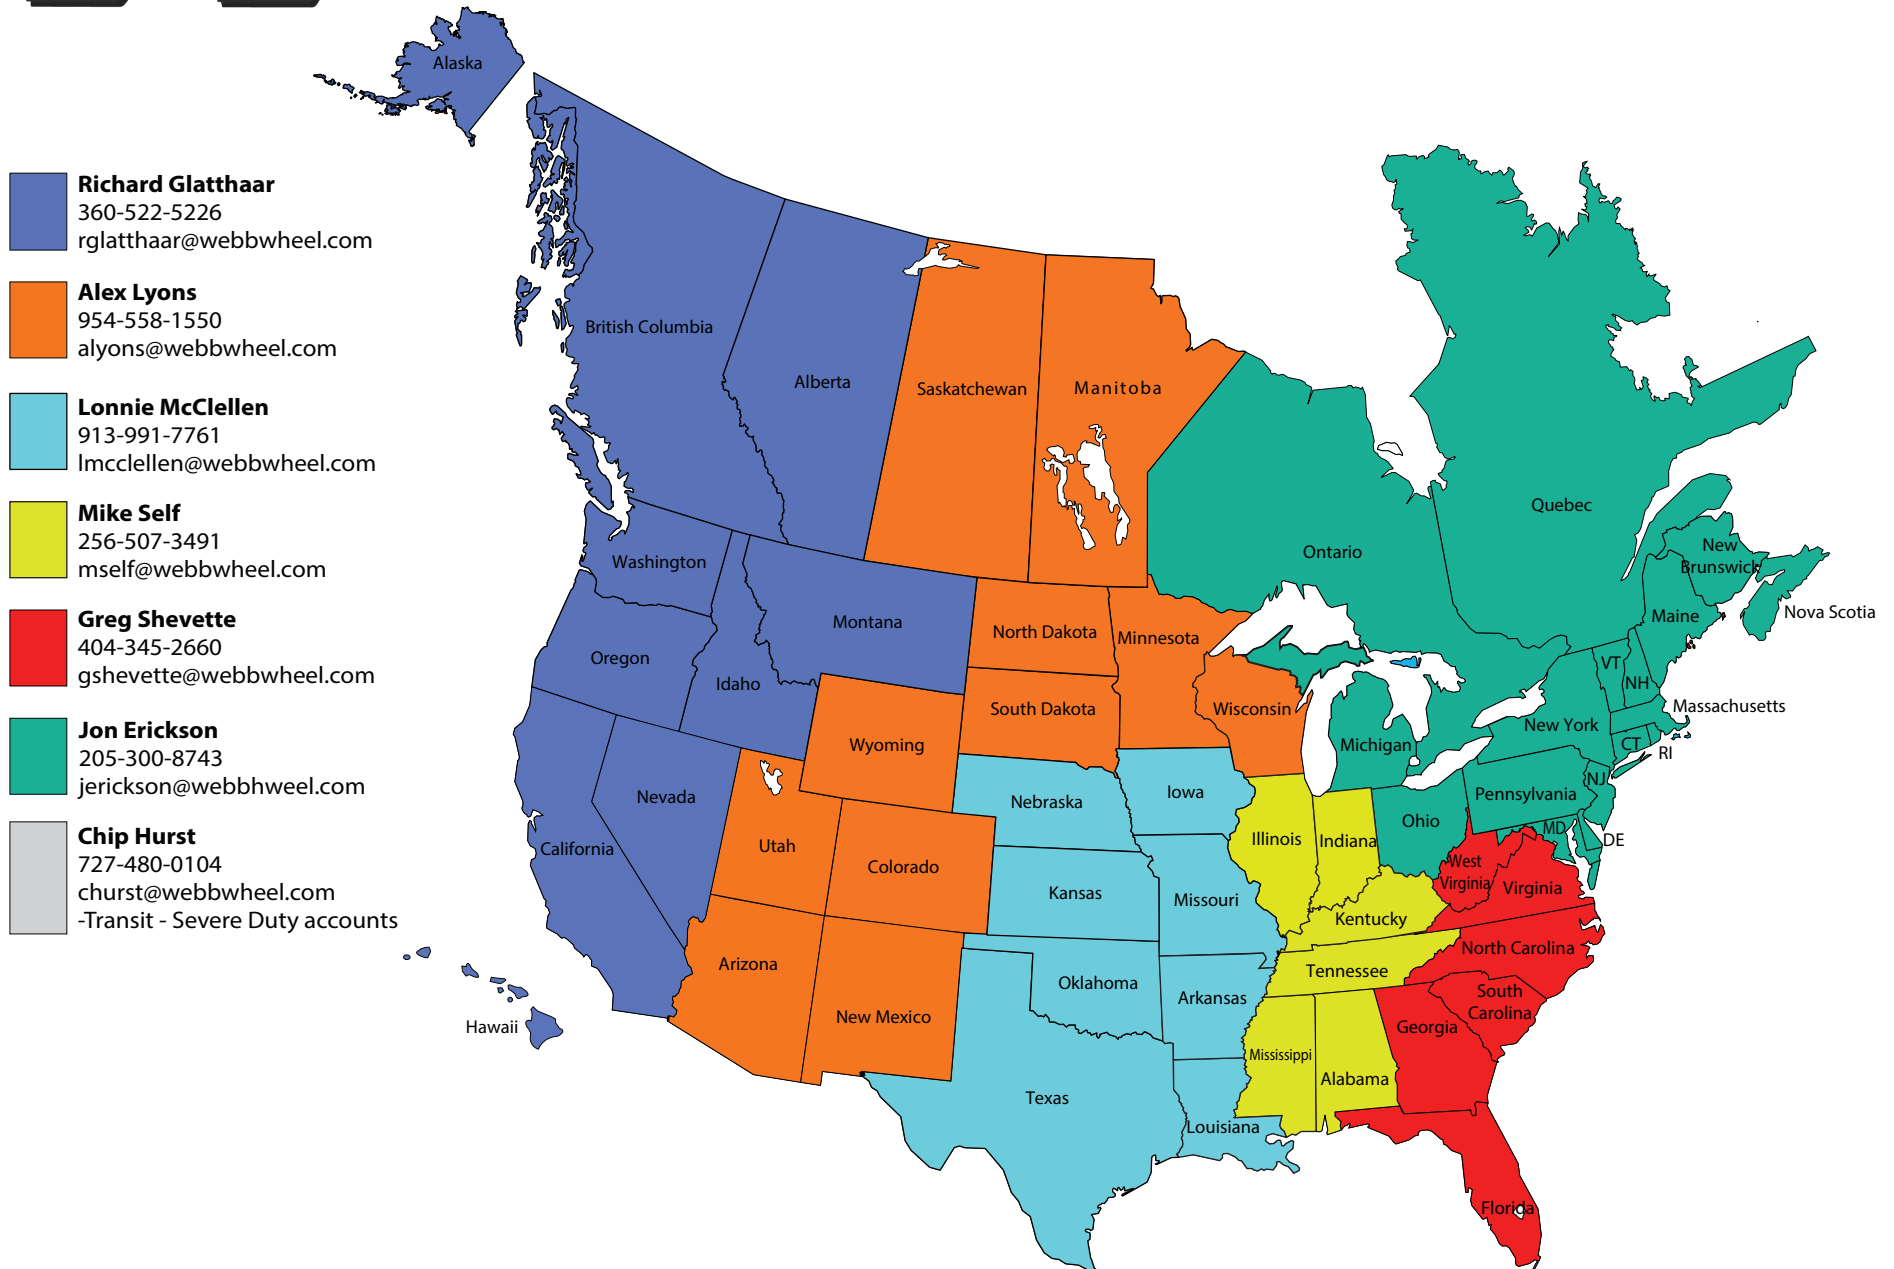 Richard Glatthaar
360-522-5226
rglatthaar@webbwheel.com
Alex Lyons
954-558-1550
alyons@webbwheel.com
Lonnie McClellen
913-991-7761
lmcclellen@webbwheel.com
Mike Self
256-507-3491
mself@webbwheel.com
Greg Shevette
404-345-2660
gshevette@webbwheel.com
Jon Erickson
205-300-8743
jerickson@webbhweel.com
Chip Hurst
727-480-0104
churst@webbwheel.com
-Transit - Severe Duty accounts
Alaska
British Columbia
Alberta
Saskatchewan
Manitoba
Ontario
Quebec
New
Brunswick
Nova Scotia
Maine
Washington
Oregon
Idaho
Montana
North Dakota
Minnesota
South Dakota
Wisconsin
Michigan
New York
VT
NH
Massachusetts
CT
RI
NJ
Pennsylvania
MD
DE
Ohio
Wyoming
Nebraska
Iowa
Illinois
Indiana
West
Virginia
Virginia
California
Nevada
Utah
Colorado
Kansas
Missouri
Kentucky
North Carolina
Tennessee
South
Carolina
Arizona
New Mexico
Oklahoma
Arkansas
Georgia
Mississippi
Alabama
Texas
Louisiana
Florida
Hawaii